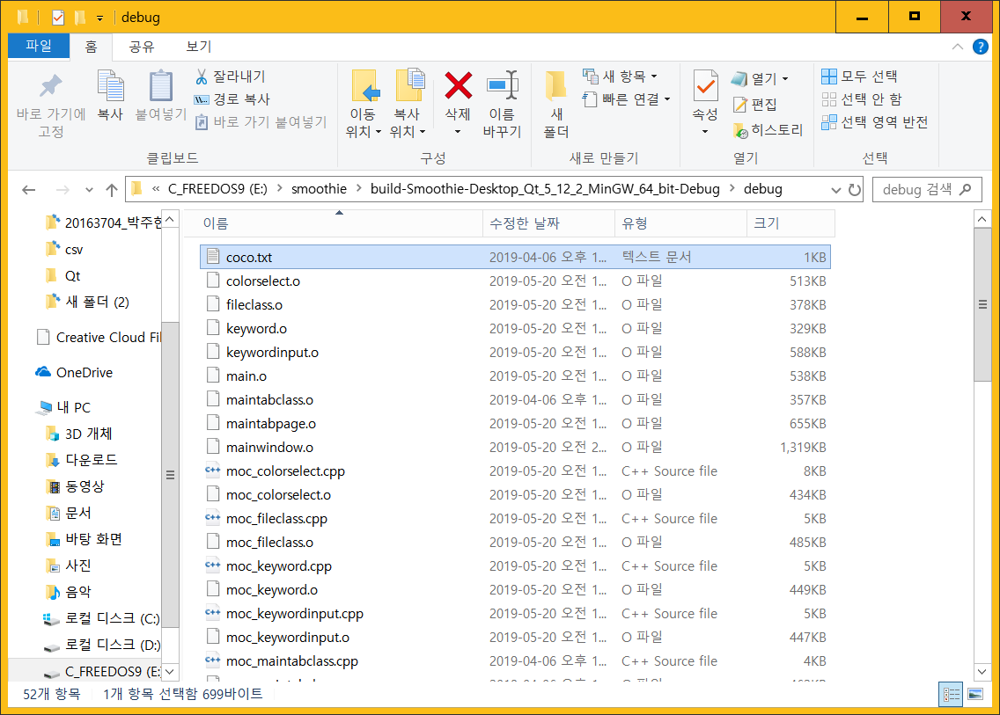 debug
파일 홈 공유 보기
바로 가기에 고정
복사
붙여넣기
잘라내기
경로 복사
바로 가기 붙여넣기
클립보드
이동 위치
복사 위치
삭제
이름 바꾸기
구성
새 폴더
새 항목
빠른 연결
새로 만들기
속성
열기
편집
히스토리
열기
모두 선택
선택 안 함
선택 영역 반전
선택
« C_FREEDOS9 (E:) > smoothie > build-Smoothie-Desktop_Qt_5_12_2_MinGW_64_bit-Debug > debug
debug 검색
20163704_박주현
csv
Qt
새 폴더 (2)
Creative Cloud Fil
OneDrive
내 PC
3D 개체
다운로드
동영상
문서
바탕 화면
사진
음악
로컬 디스크 (C:)
로컬 디스크 (D:)
C_FREEDOS9 (E:
이름 수정한 날짜 유형 크기
coco.txt 2019-04-06 오후 1... 텍스트 문서 1KB
colorselect.o 2019-05-20 오전 1... O 파일 513KB
fileclass.o 2019-05-20 오전 1... O 파일 378KB
keyword.o 2019-05-20 오전 1... O 파일 329KB
keywordinput.o 2019-05-20 오전 1... O 파일 588KB
main.o 2019-05-20 오전 1... O 파일 538KB
maintabclass.o 2019-04-06 오후 1... O 파일 357KB
maintabpage.o 2019-05-20 오전 1... O 파일 655KB
mainwindow.o 2019-05-20 오전 2... O 파일 1,319KB
moc_colorselect.cpp 2019-05-20 오전 1... C++ Source file 8KB
moc_colorselect.o 2019-05-20 오전 1... O 파일 434KB
moc_fileclass.cpp 2019-05-20 오전 1... C++ Source file 5KB
moc_fileclass.o 2019-05-20 오전 1... O 파일 485KB
moc_keyword.cpp 2019-05-20 오전 1... C++ Source file 5KB
moc_keyword.o 2019-05-20 오전 1... O 파일 449KB
moc_keywordinput.cpp 2019-05-20 오전 1... C++ Source file 5KB
moc_keywordinput.o 2019-05-20 오전 1... O 파일 447KB
moc_maintabclass.cpp 2019-04-06 오후 1... C++ Source file 4KB
52개 항목 1개 항목 선택함 699바이트